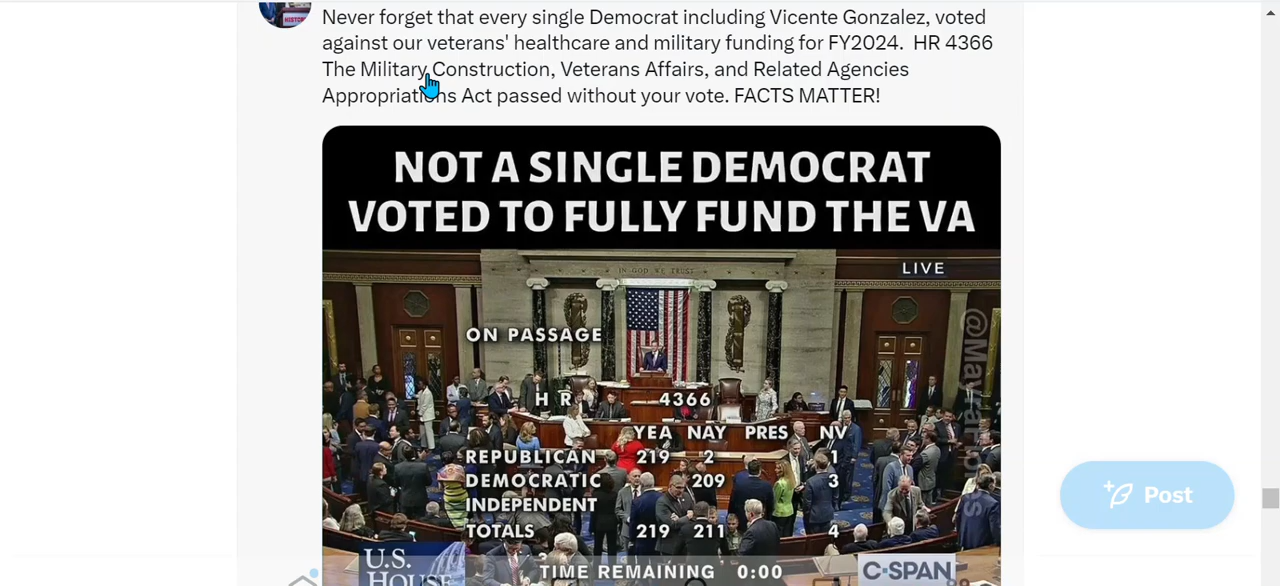 Never forget that every single Democrat including Vicente Gonzalez, voted
against our veterans' healthcare and military funding for FY2024. HR 4366
The Military Construction, Veterans Affairs, and Related Agencies
Appropriations Act passed without your vote. FACTS MATTER!
NOT A SINGLE DEMOCRAT
VOTED TO FULLY FUND THE VA
LIVE
IN GOD WE TRUST
ON PASSAGE
H R 4366
YEA NAY PRES NV
REPUBLICAN 219 2 1
DEMOCRATIC 209 3
INDEPENDENT
TOTALS 219 211 4
U.S.
HOUSE
TIME REMAINING 0:00
C-SPAN
Post